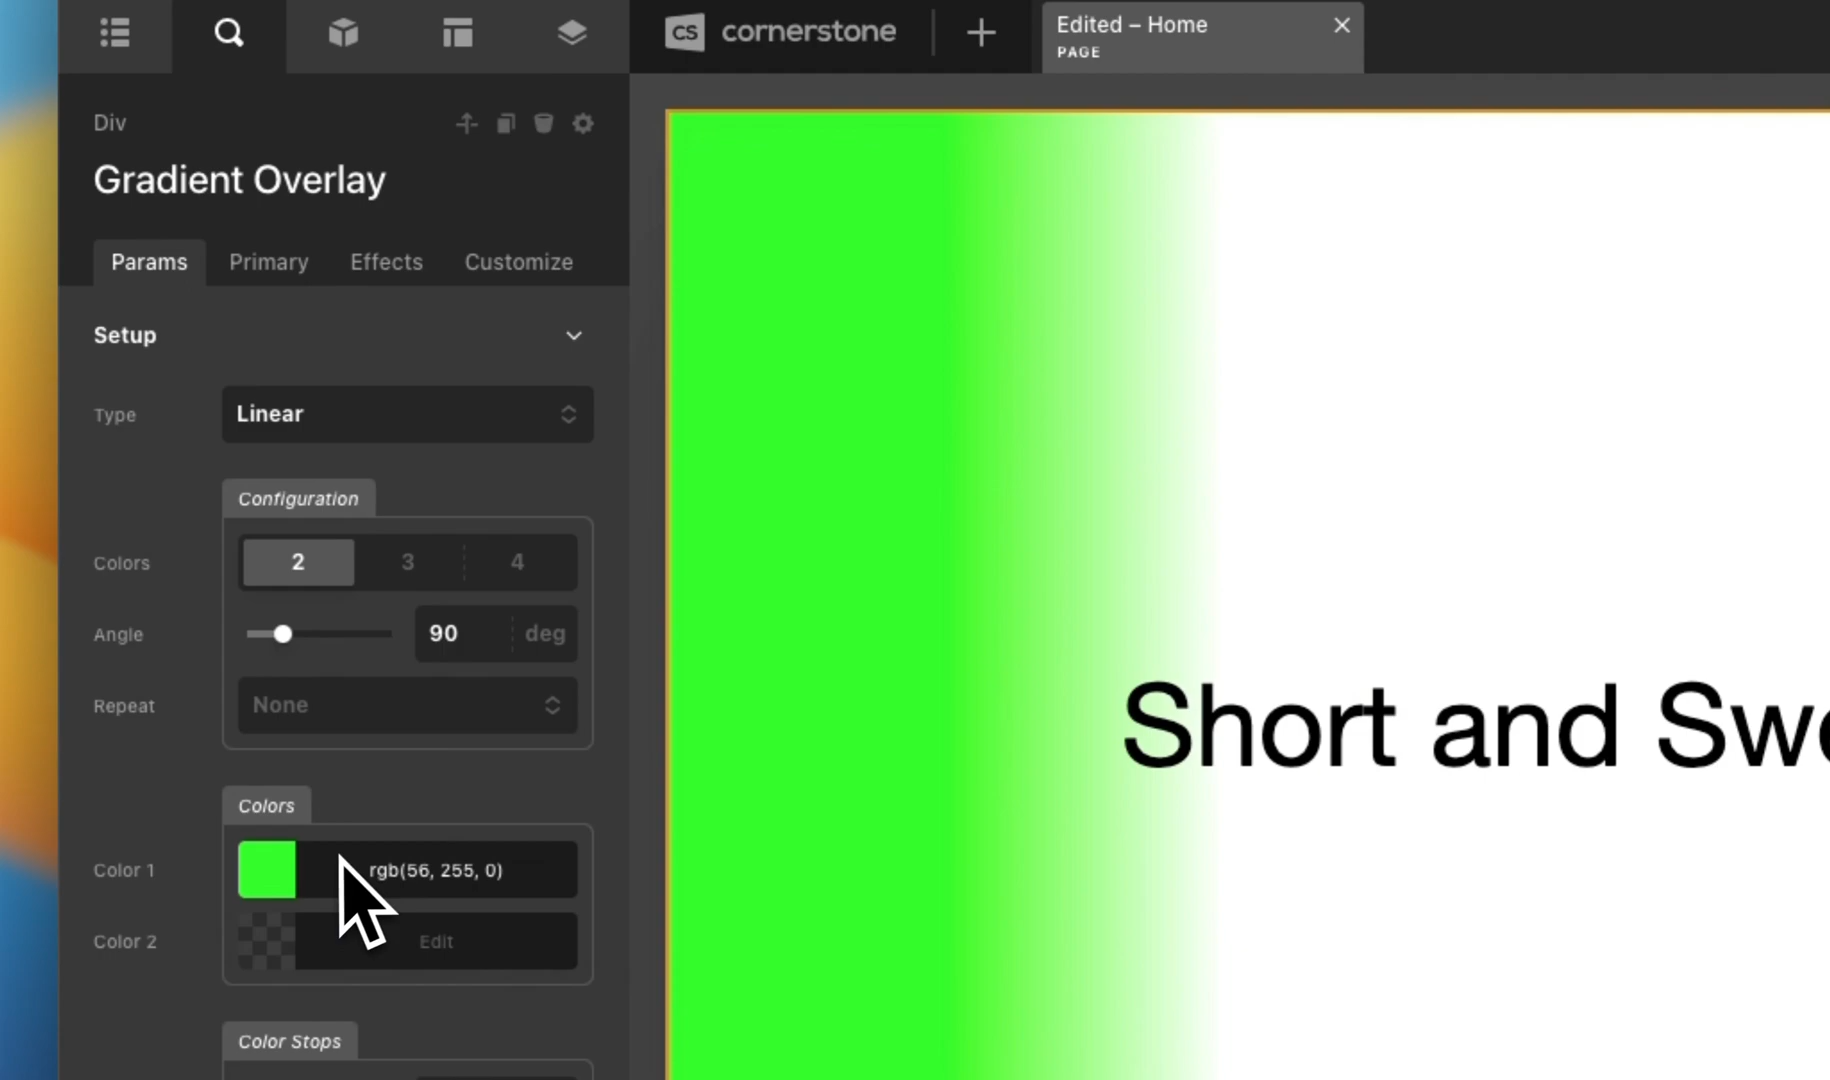 CS cornerstone
Edited – Home
PAGE
Div
Gradient Overlay
Params Primary Effects Customize
Setup
Type Linear
Configuration
Colors 2 3 4
Angle 90 deg
Repeat None
Colors
Color 1 rgb(56, 255, 0)
Color 2 Edit
Color Stops
Short and Swe